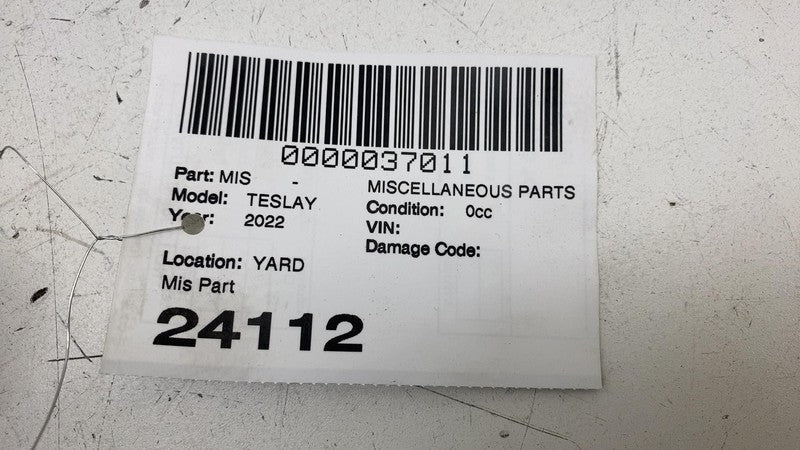 0000037011
Part: MIS - MISCELLANEOUS PARTS
Model: TESLAY Condition: 0cc
Year: 2022 VIN:
Damage Code:
Location: YARD
Mis Part
24112